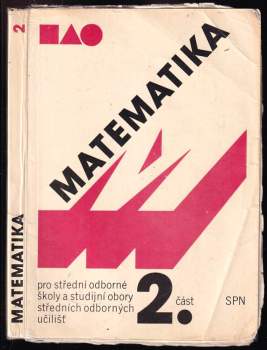 2
MATEMATIKA
MATEMATIKA
pro střední odborné
školy a studijní obory
středních odborných
učilišť
2.
část
SPN